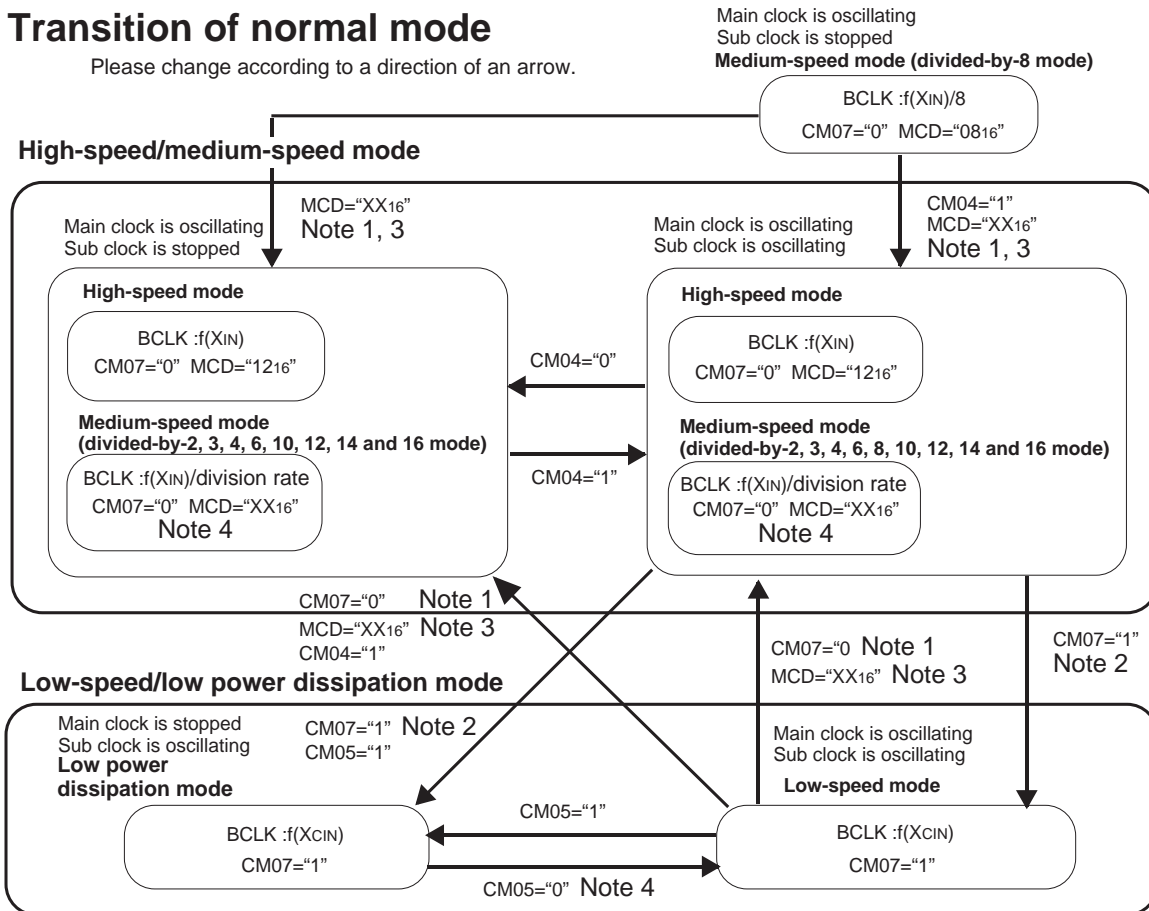 Transition of normal mode
Please change according to a direction of an arrow.
Main clock is oscillating
Sub clock is stopped
Medium-speed mode (divided-by-8 mode)
BCLK :f(XIN)/8
CM07=“0” MCD=“0816”
High-speed/medium-speed mode
MCD=“XX16”
Note 1, 3
CM04=“1”
MCD=“XX16”
Note 1, 3
Main clock is oscillating
Sub clock is stopped
High-speed mode
BCLK :f(XIN)
CM07=“0” MCD=“1216”
Medium-speed mode
(divided-by-2, 3, 4, 6, 10, 12, 14 and 16 mode)
BCLK :f(XIN)/division rate
CM07=“0” MCD=“XX16”
Note 4
CM04=“0”
CM04=“1”
Main clock is oscillating
Sub clock is oscillating
High-speed mode
BCLK :f(XIN)
CM07=“0” MCD=“1216”
Medium-speed mode
(divided-by-2, 3, 4, 6, 8, 10, 12, 14 and 16 mode)
BCLK :f(XIN)/division rate
CM07=“0” MCD=“XX16”
Note 4
CM07=“0” Note 1
MCD=“XX16” Note 3
CM04=“1”
CM07=“0 Note 1
MCD=“XX16” Note 3
CM07=“1”
Note 2
Low-speed/low power dissipation mode
Main clock is stopped
Sub clock is oscillating
Low power
dissipation mode
CM07=“1” Note 2
CM05=“1”
Main clock is oscillating
Sub clock is oscillating
Low-speed mode
BCLK :f(XCIN)
CM07=“1”
CM05=“1”
CM05=“0” Note 4
BCLK :f(XCIN)
CM07=“1”